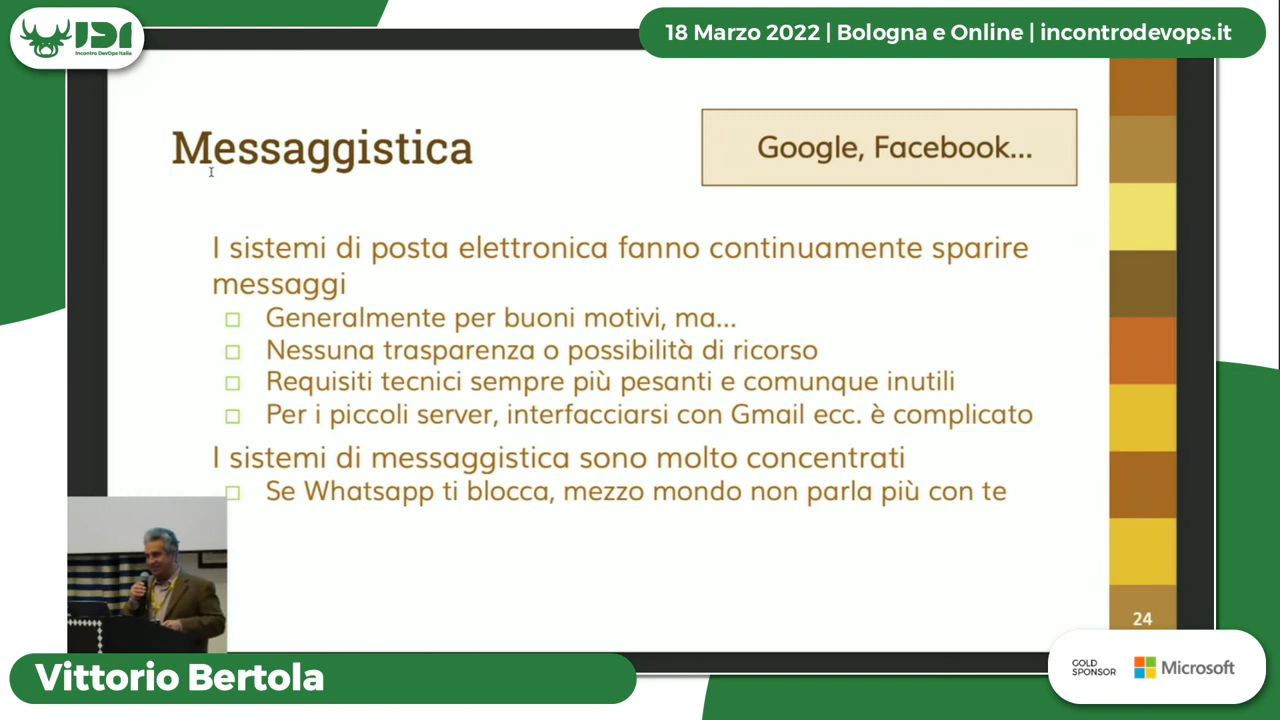 IDI
Incontro DevOps Italia
18 Marzo 2022 | Bologna e Online | incontrodevops.it
Messaggistica
Google, Facebook...
I sistemi di posta elettronica fanno continuamente sparire
messaggi
Generalmente per buoni motivi, ma...
Nessuna trasparenza o possibilità di ricorso
Requisiti tecnici sempre più pesanti e comunque inutili
Per i piccoli server, interfacciarsi con Gmail ecc. è complicato
I sistemi di messaggistica sono molto concentrati
Se Whatsapp ti blocca, mezzo mondo non parla più con te
24
Vittorio Bertola
GOLD
SPONSOR
Microsoft